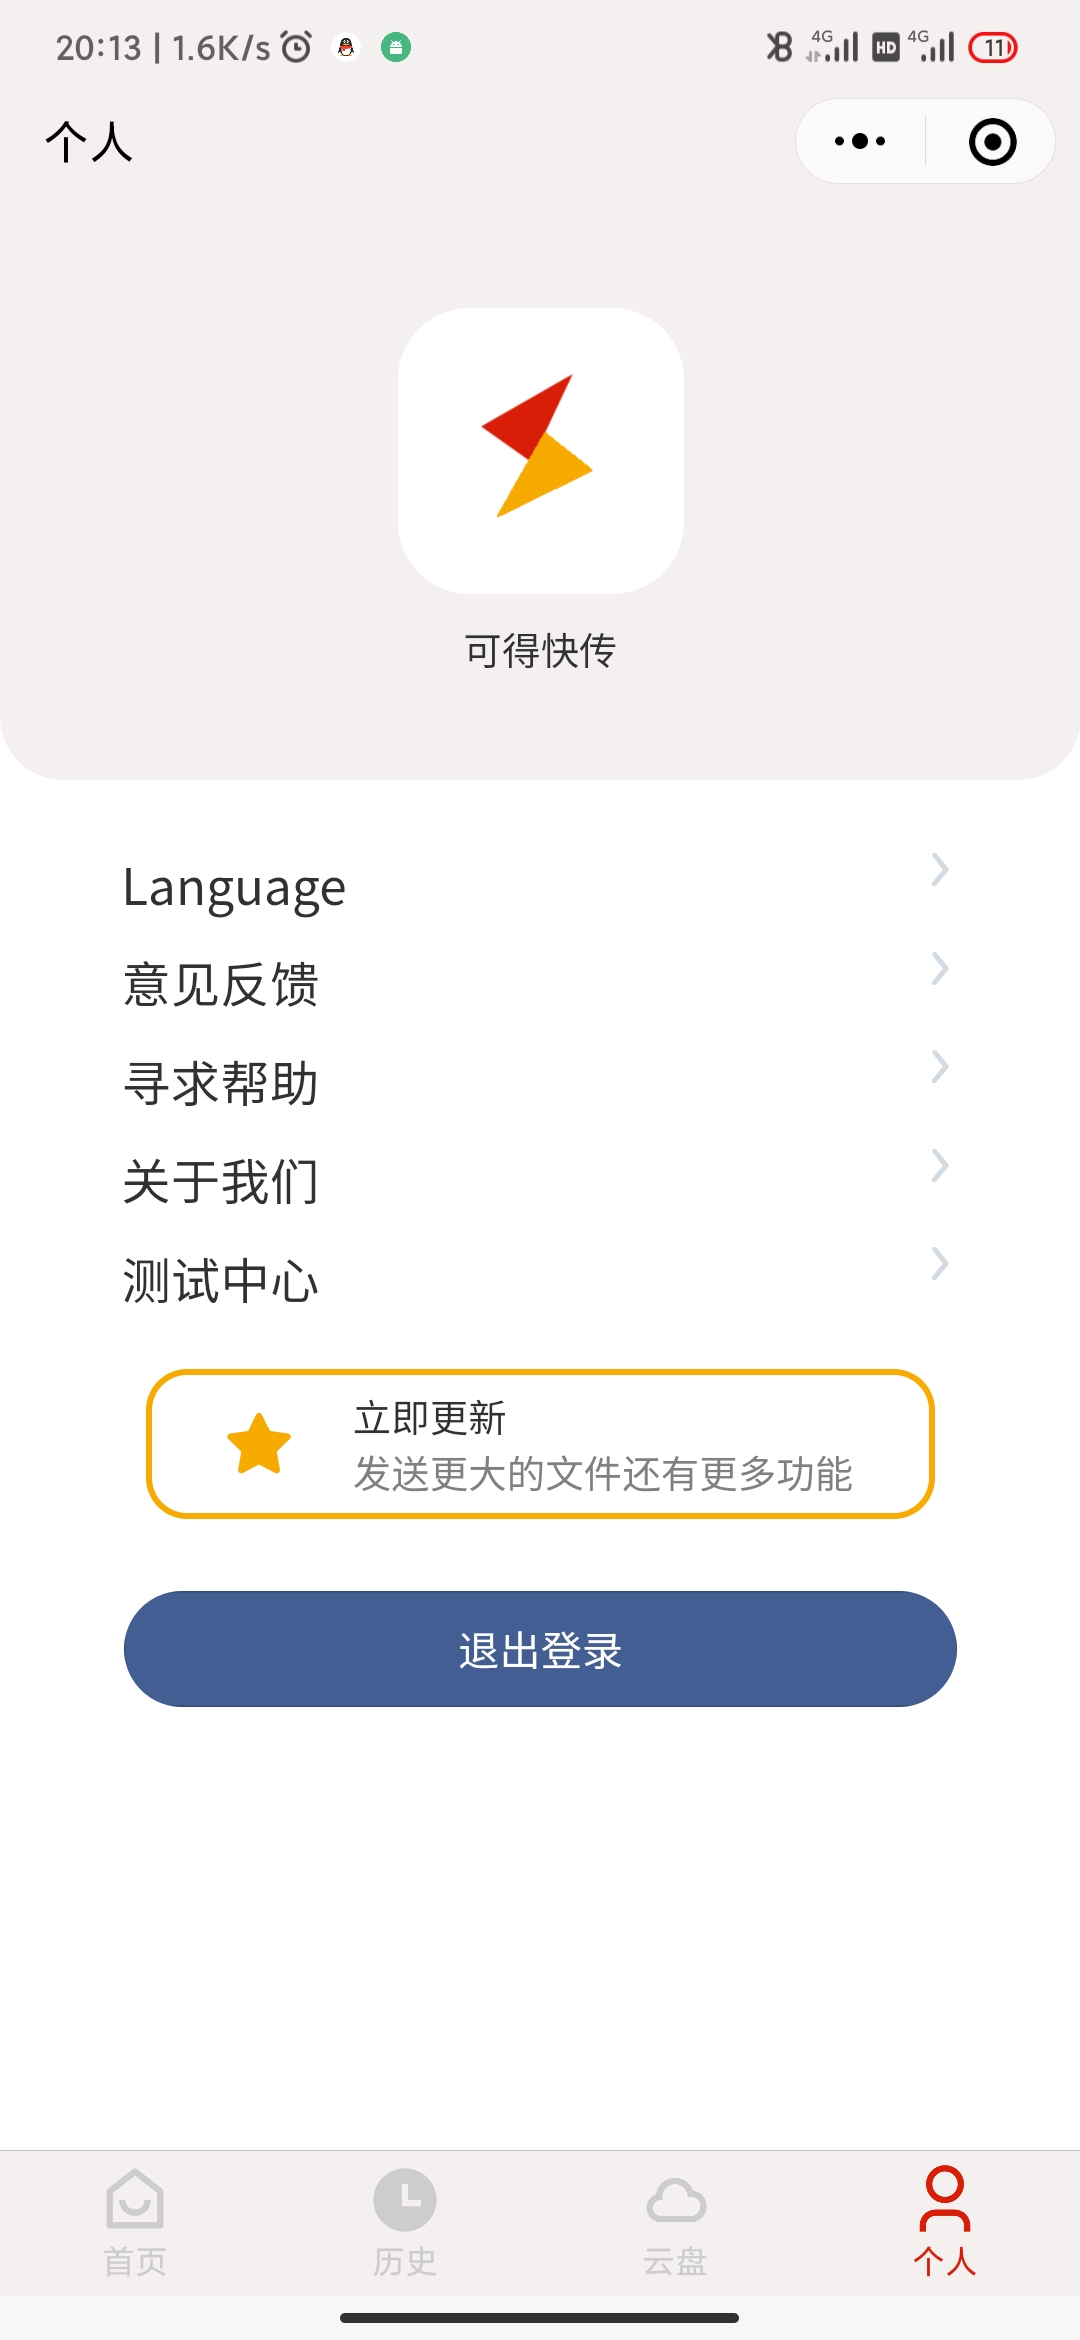 20:13 | 1.6K/s
4G HD 4G 11
个人
可得快传
Language
意见反馈
寻求帮助
关于我们
测试中心
立即更新
发送更大的文件还有更多功能
退出登录
首页 历史 云盘 个人